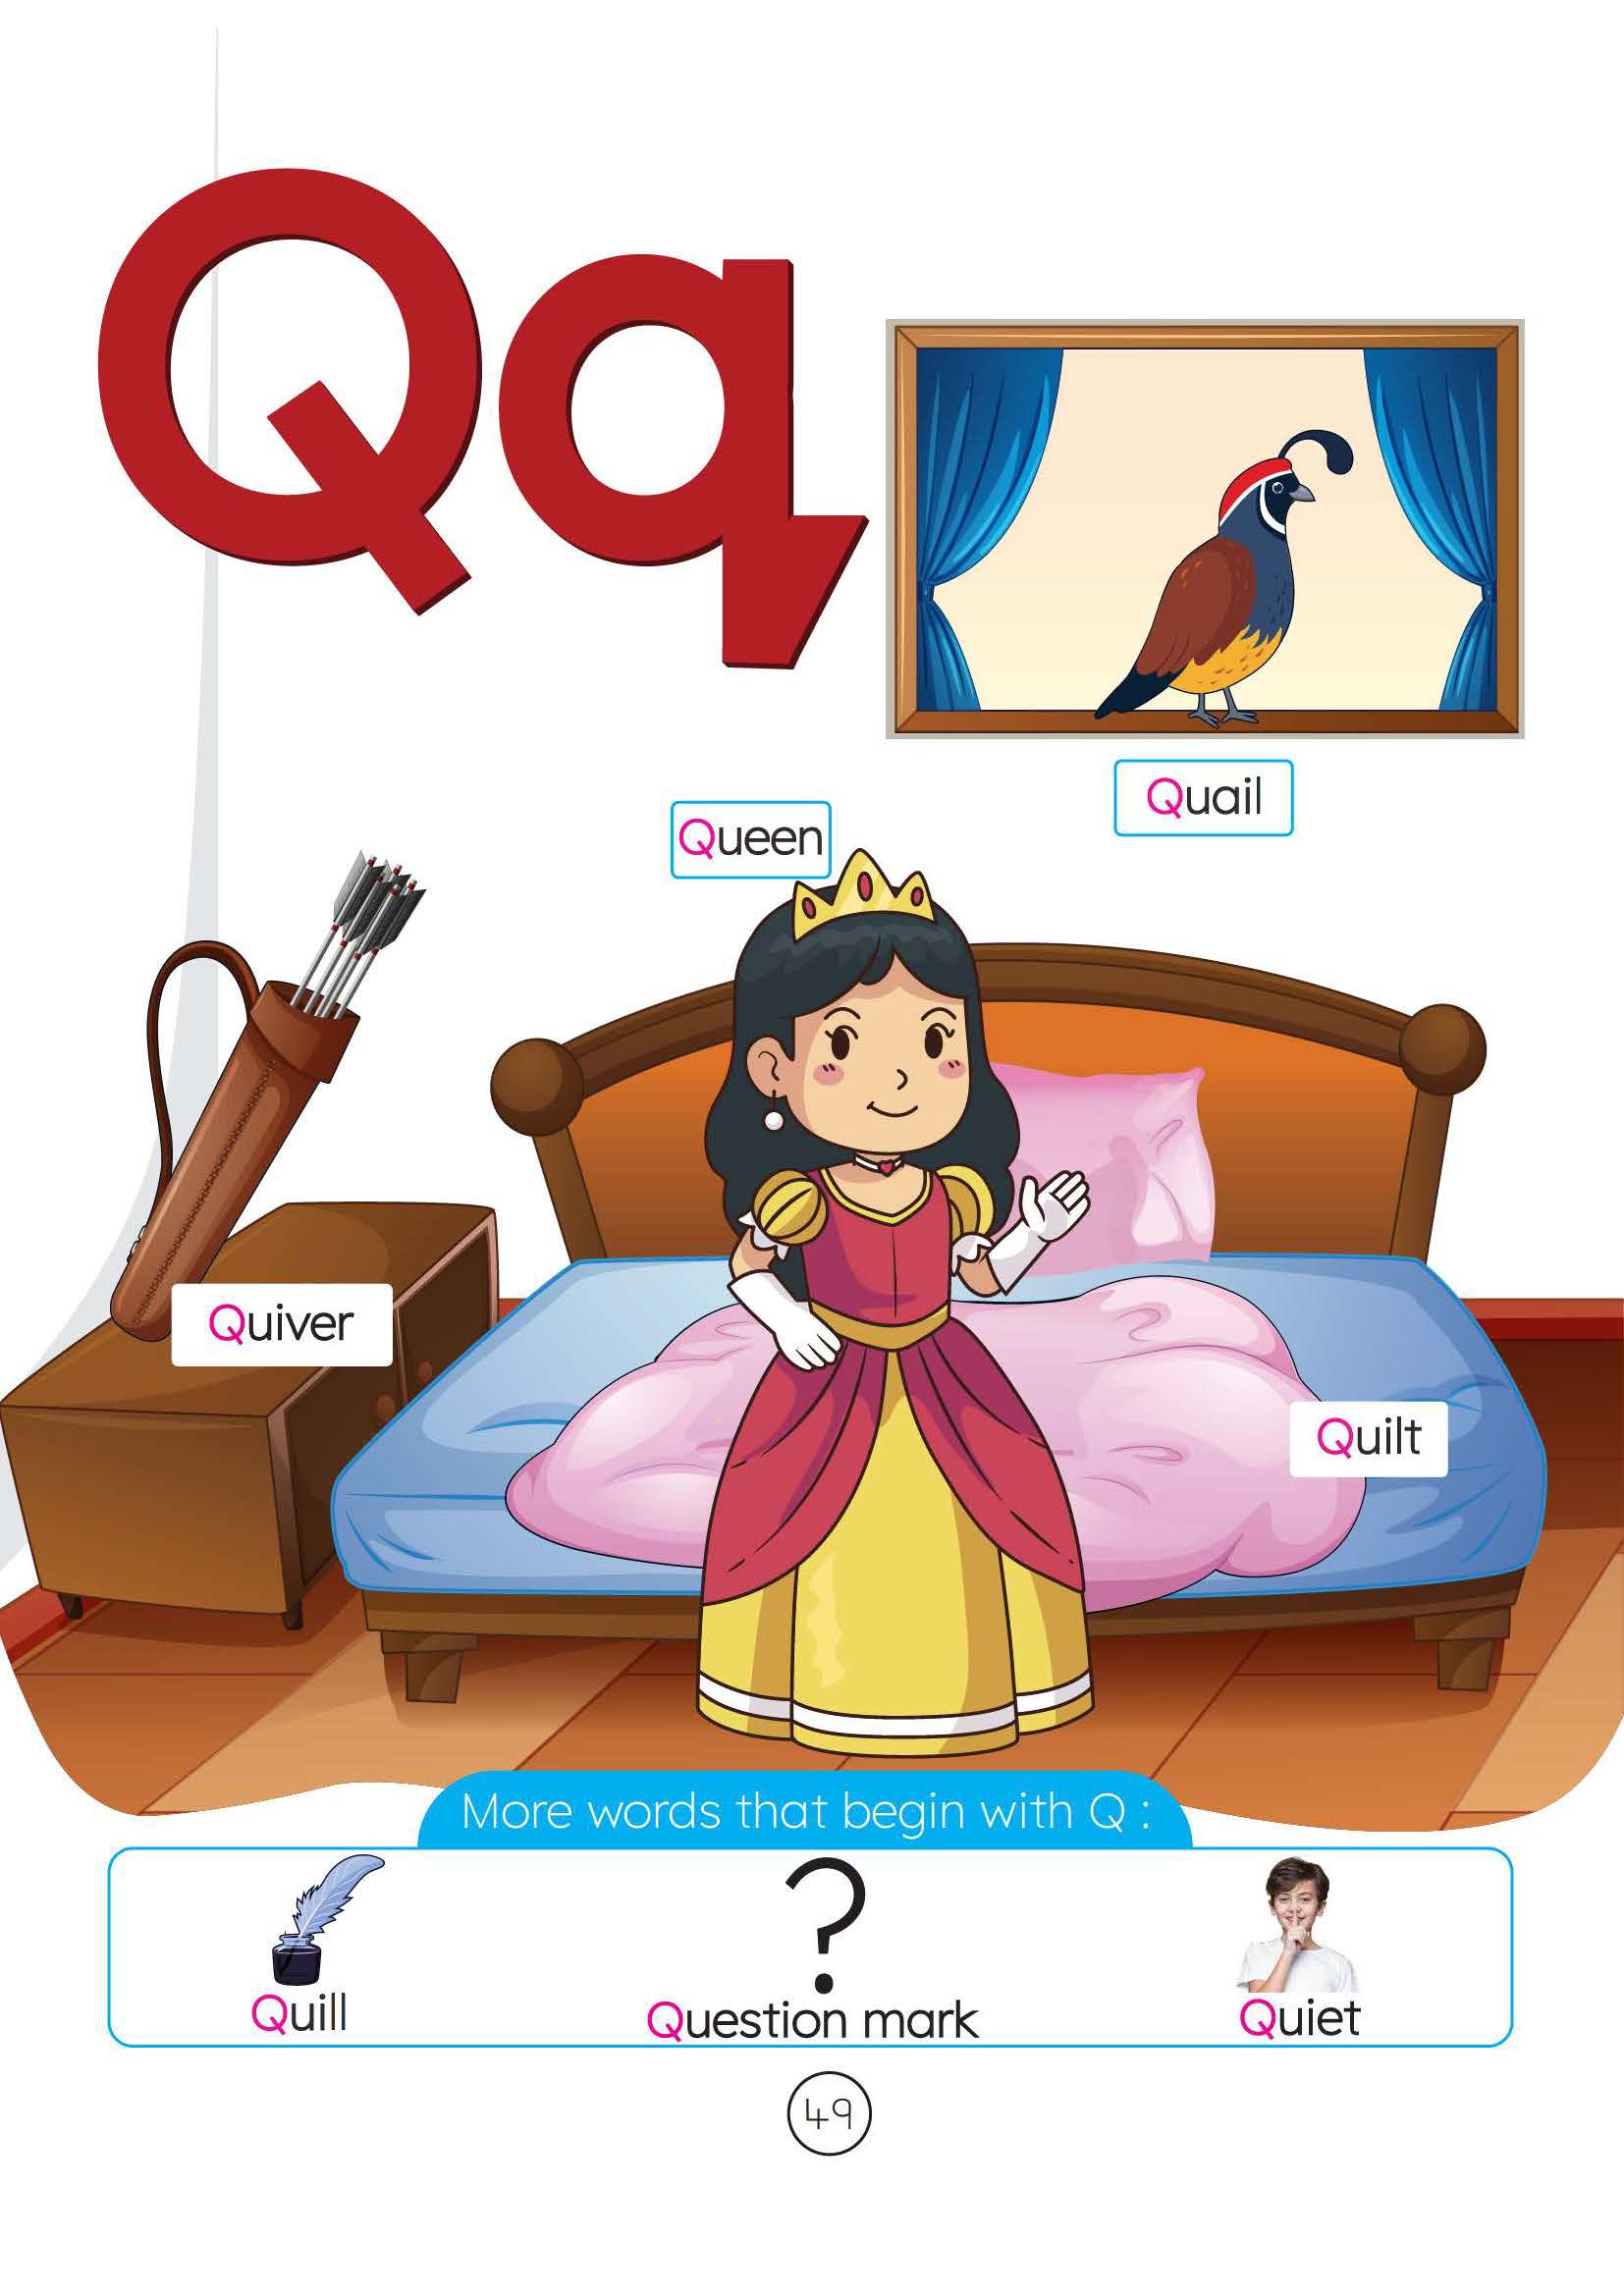 Qq
Quail
Queen
Quiver
Quilt
More words that begin with Q :
?
Quill
Question mark
Quiet
49